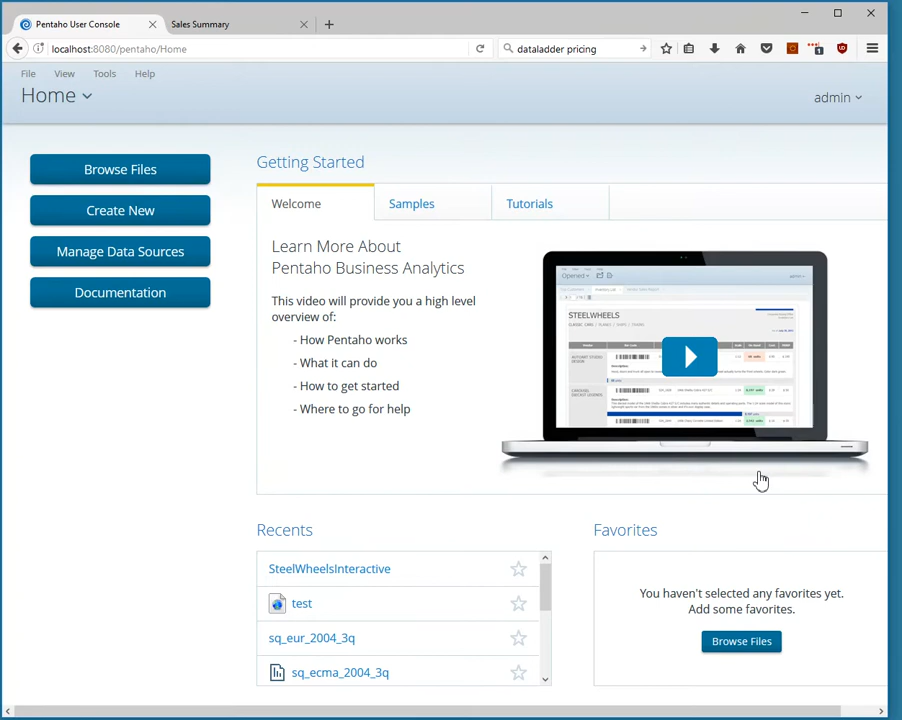 Pentaho User Console
Sales Summary
localhost:8080/pentaho/Home
dataladder pricing
File View Tools Help
Home
admin
Browse Files
Create New
Manage Data Sources
Documentation
Getting Started
Welcome Samples Tutorials
Learn More About
Pentaho Business Analytics
This video will provide you a high level
overview of:
- How Pentaho works
- What it can do
- How to get started
- Where to go for help
Opened
STEELWHEELS
Recents
SteelWheelsInteractive
test
sq_eur_2004_3q
sq_ecma_2004_3q
Favorites
You haven't selected any favorites yet.
Add some favorites.
Browse Files